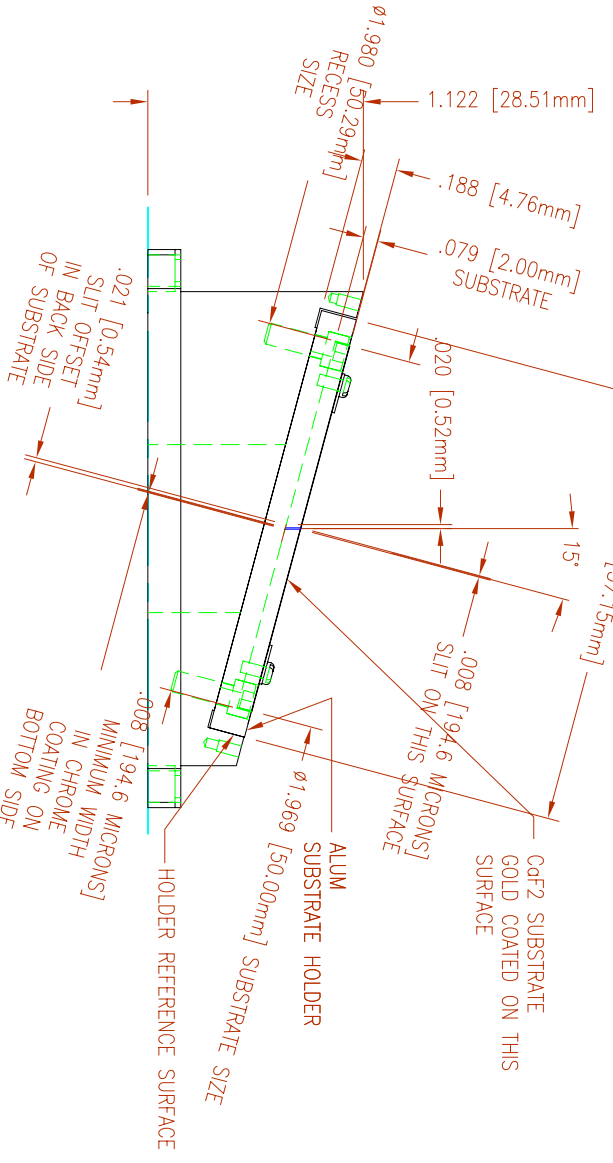 1.122 [28.51mm]
.188 [4.76mm]
.079 [2.00mm]
SUBSTRATE
ø1.980 [50.29mm]
RECESS
SIZE
.020 [0.52mm]
15°
.021 [0.54mm]
SLIT OFFSET
IN BACK SIDE
OF SUBSTRATE
.008 [194.6 MICRONS]
SLIT ON THIS SURFACE
.008 [194.6 MICRONS]
MINIMUM WIDTH
IN CHROME
COATING ON
BOTTOM SIDE
CaF2 SUBSTRATE
GOLD COATED ON THIS
SURFACE
ALUM
SUBSTRATE HOLDER
ø1.969 [50.00mm] SUBSTRATE SIZE
HOLDER REFERENCE SURFACE